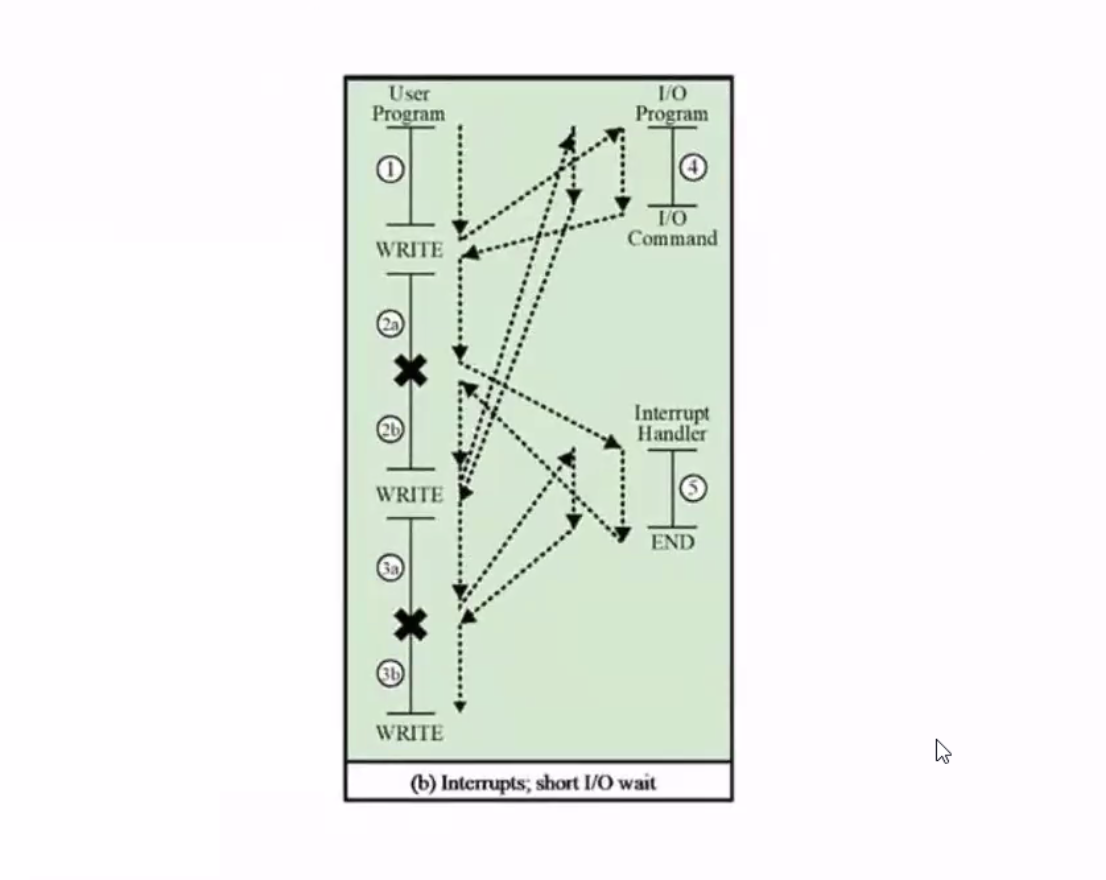 User
Program
I/O
Program
1
4
I/O
Command
WRITE
2a
2b
Interrupt
Handler
5
END
WRITE
3a
3b
WRITE
(b) Interrupts; short I/O wait